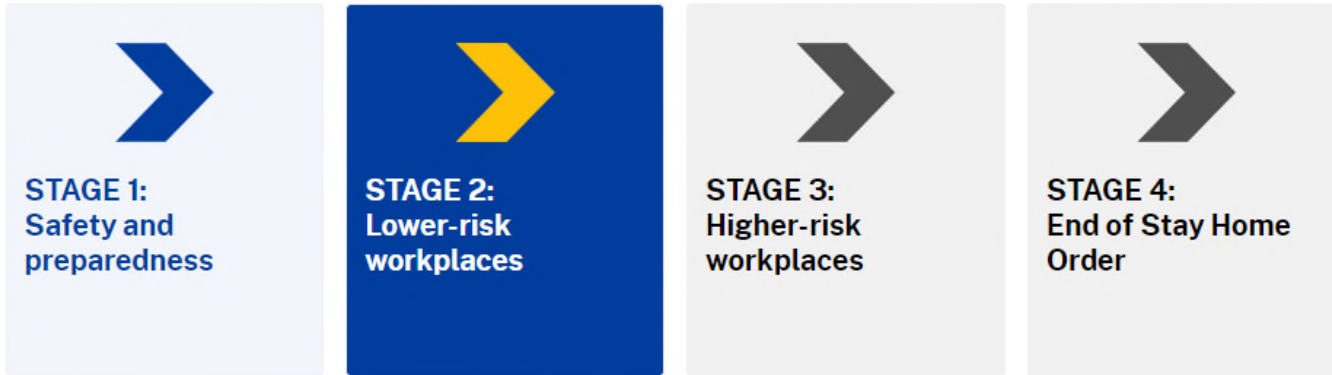 STAGE 1:
Safety and
preparedness
STAGE 2:
Lower-risk
workplaces
STAGE 3:
Higher-risk
workplaces
STAGE 4:
End of Stay Home
Order